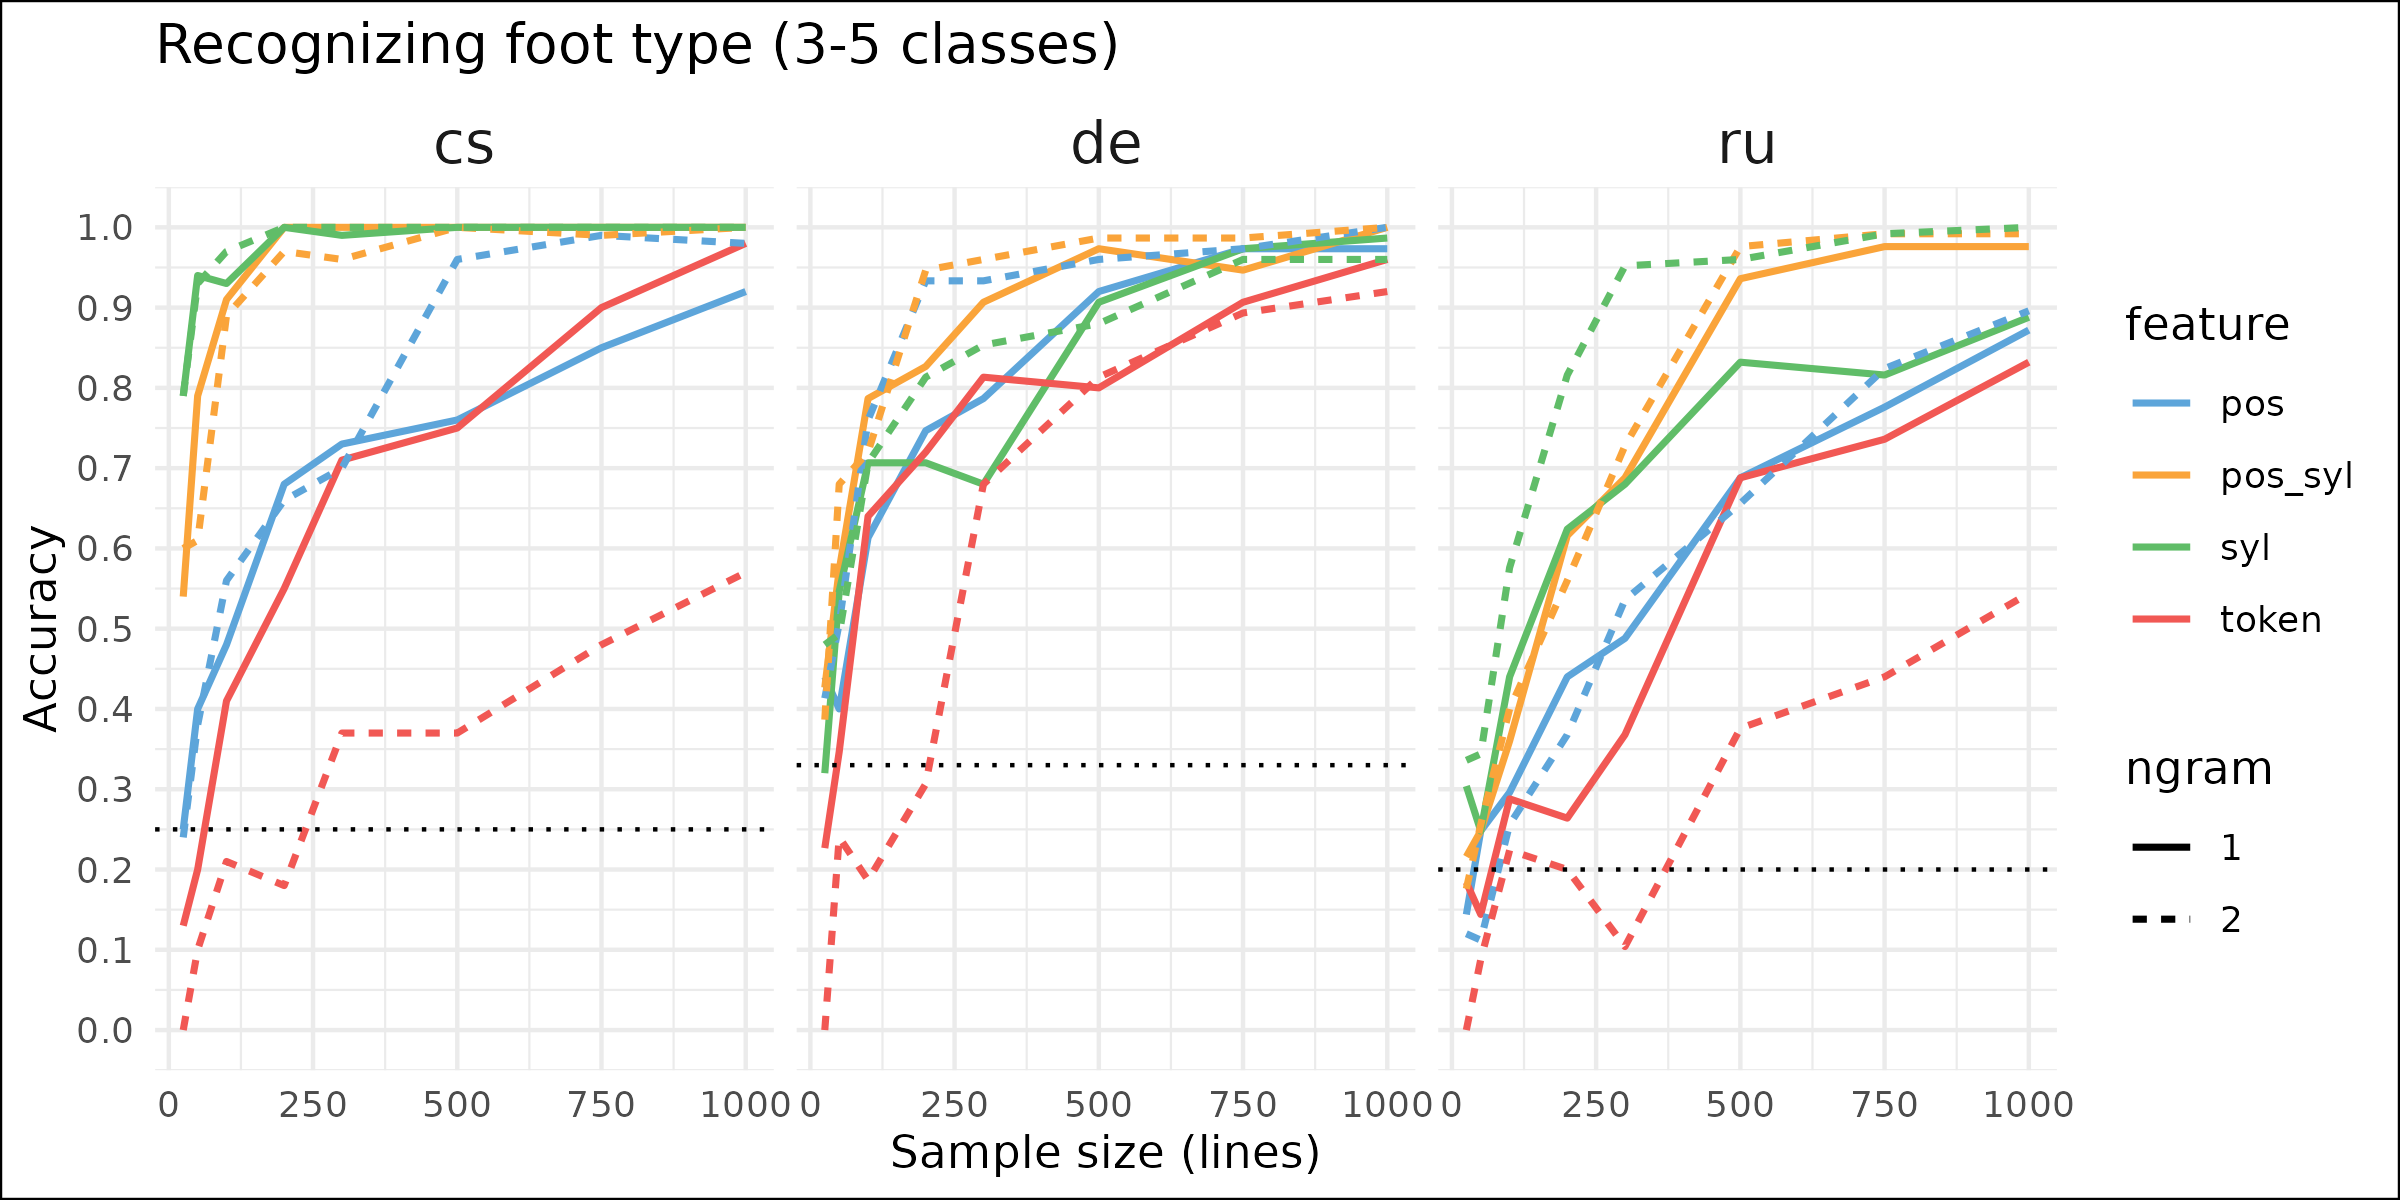 Recognizing foot type (3-5 classes)
cs
de
ru
Accuracy
1.0
0.9
0.8
0.7
0.6
0.5
0.4
0.3
0.2
0.1
0.0
0 250 500 750 1000
0 250 500 750 1000
0 250 500 750 1000
Sample size (lines)
feature
pos
pos_syl
syl
token
ngram
1
2